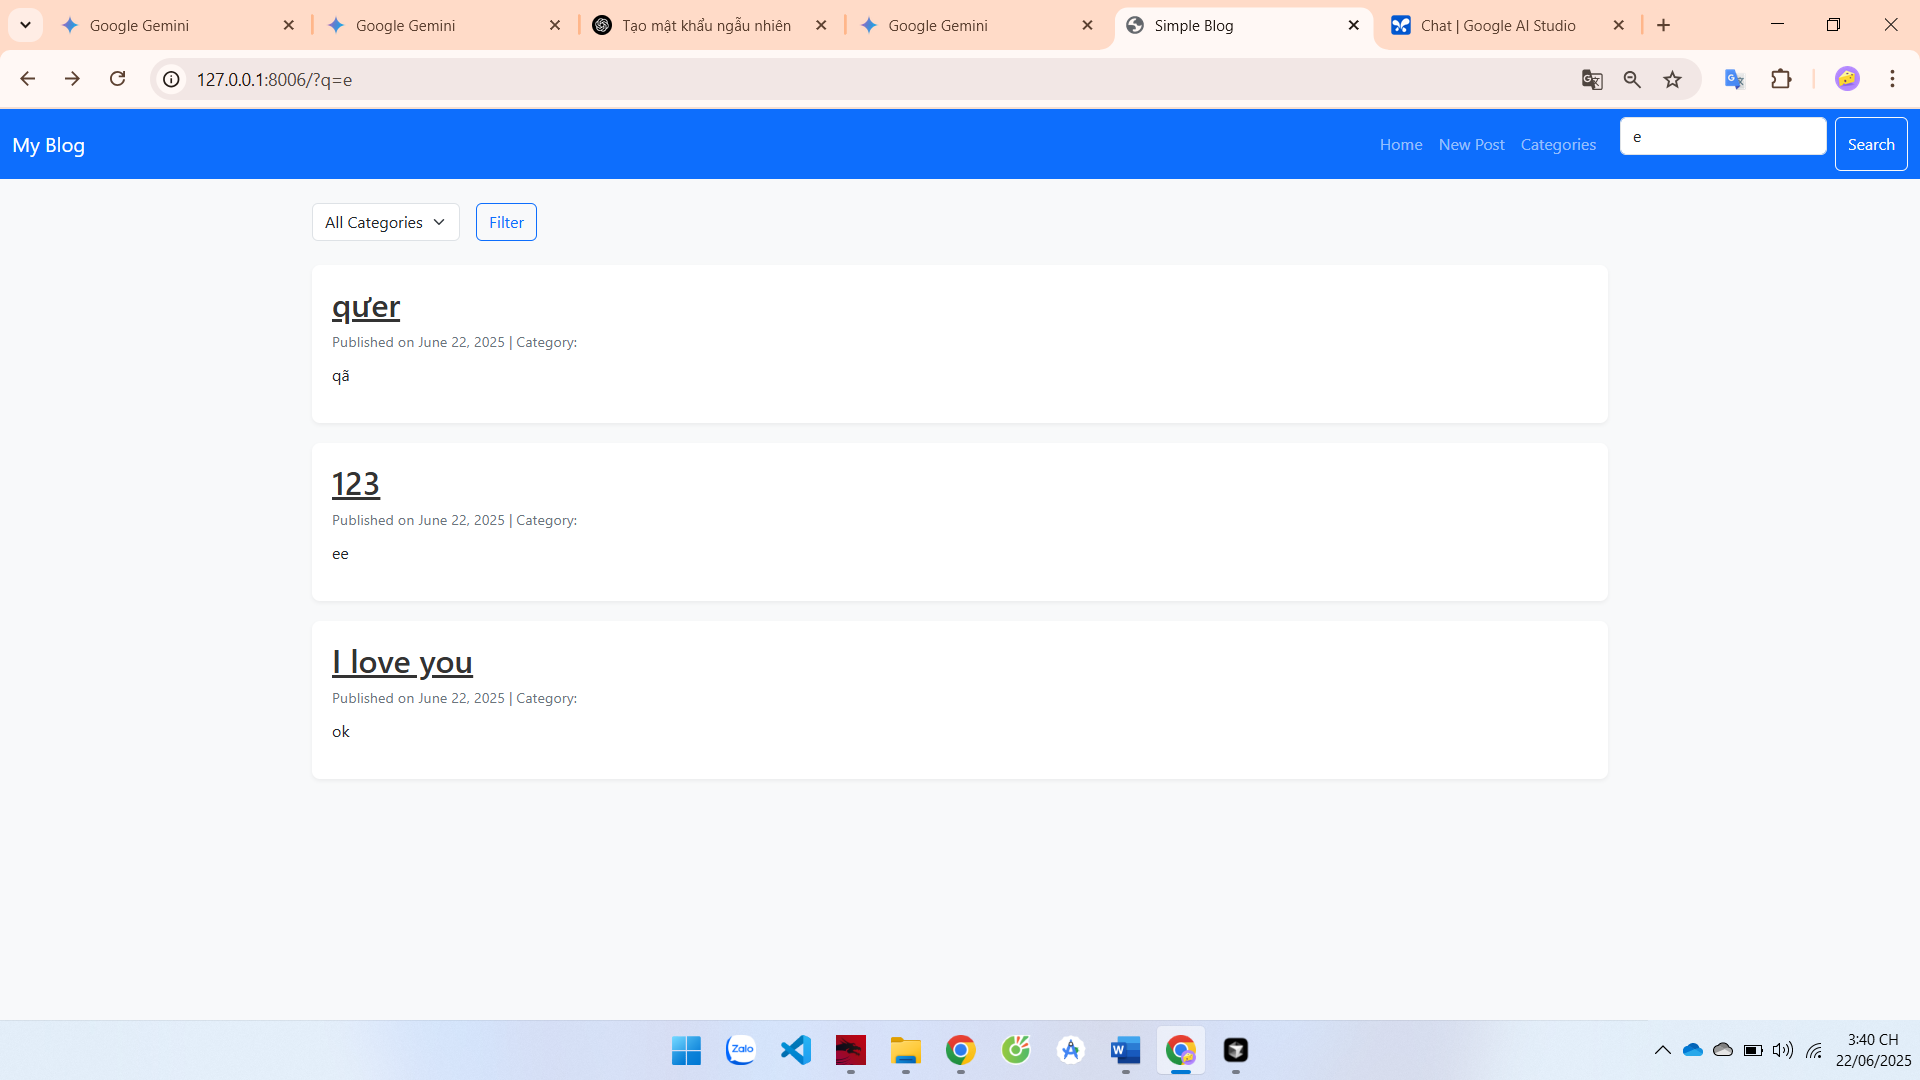 Google Gemini
Google Gemini
Tạo mật khẩu ngẫu nhiên
Google Gemini
Simple Blog
Chat | Google AI Studio
127.0.0.1:8006/?q=e
My Blog
Home
New Post
Categories
e
Search
All Categories
Filter
qưer
Published on June 22, 2025 | Category:
qã
123
Published on June 22, 2025 | Category:
ee
I love you
Published on June 22, 2025 | Category:
ok
Zalo
3:40 CH
22/06/2025